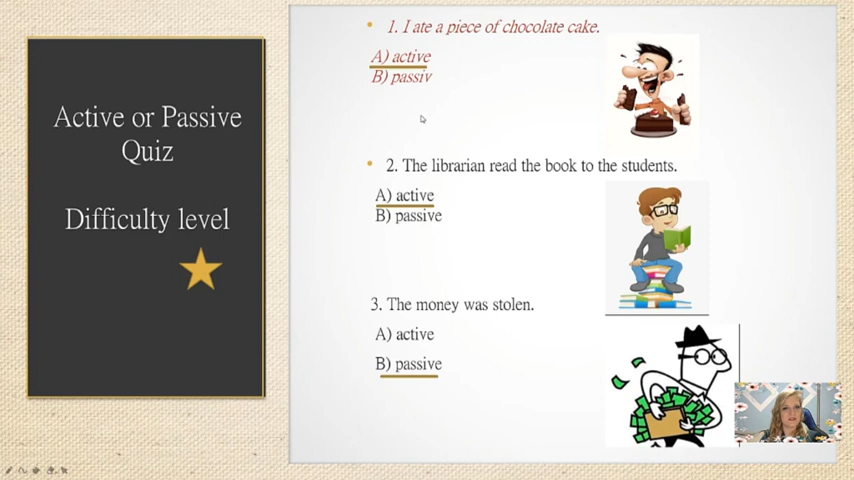 Active or Passive
Quiz
Difficulty level
1. I ate a piece of chocolate cake.
A) active
B) passiv
2. The librarian read the book to the students.
A) active
B) passive
3. The money was stolen.
A) active
B) passive